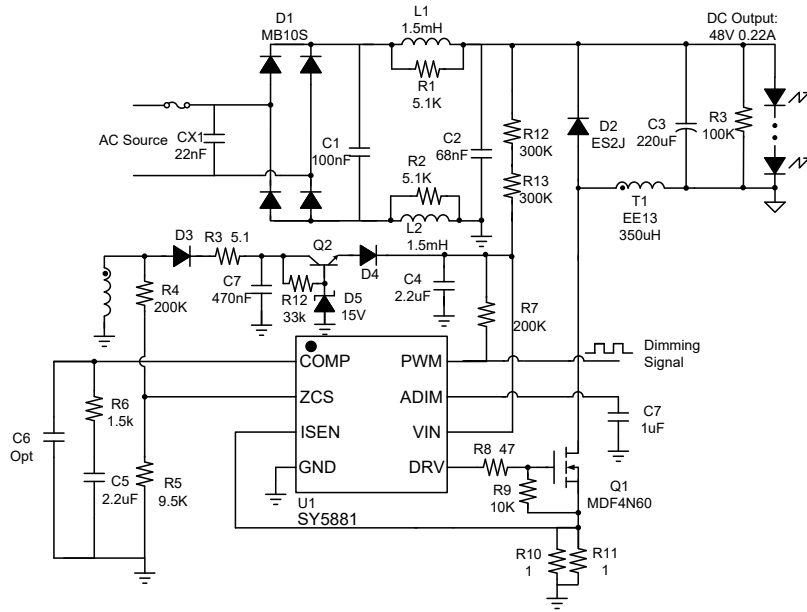 D1
MB10S
L1
1.5mH
R1
5.1K
DC Output:
48V 0.22A
AC Source
CX1
22nF
C1
100nF
R2
5.1K
C2
68nF
L2
1.5mH
R12
300K
R13
300K
D2
ES2J
C3
220uF
R3
100K
T1
EE13
350uH
D3
R3 5.1
Q2
D4
R4
200K
C7
470nF
R12
33k
D5
15V
C4
2.2uF
R7
200K
COMP
ZCS
ISEN
GND
PWM
ADIM
VIN
DRV
U1
SY5881
Dimming
Signal
C7
1uF
C6
Opt
R6
1.5k
C5
2.2uF
R5
9.5K
R8 47
R9
10K
Q1
MDF4N60
R10
1
R11
1